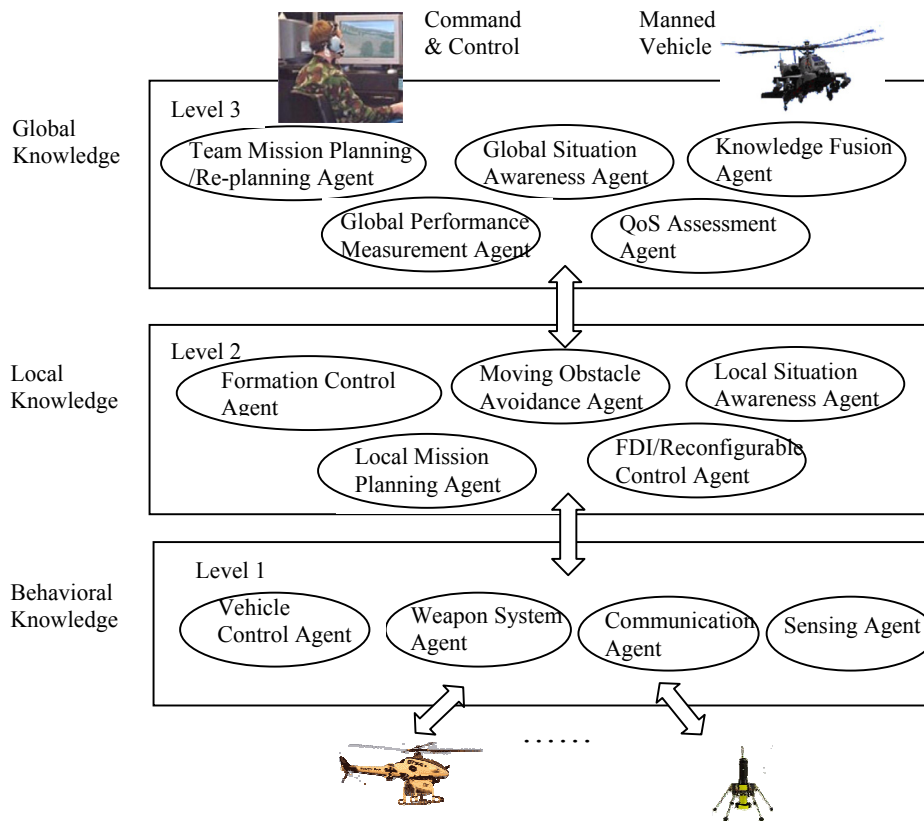 Command
& Control
Manned
Vehicle
Global
Knowledge
Level 3
Team Mission Planning
/Re-planning Agent
Global Situation
Awareness Agent
Knowledge Fusion
Agent
Global Performance
Measurement Agent
QoS Assessment
Agent
Local
Knowledge
Level 2
Formation Control
Agent
Moving Obstacle
Avoidance Agent
Local Situation
Awareness Agent
Local Mission
Planning Agent
FDI/Reconfigurable
Control Agent
Behavioral
Knowledge
Level 1
Vehicle
Control Agent
Weapon System
Agent
Communication
Agent
Sensing Agent
. . . . . .